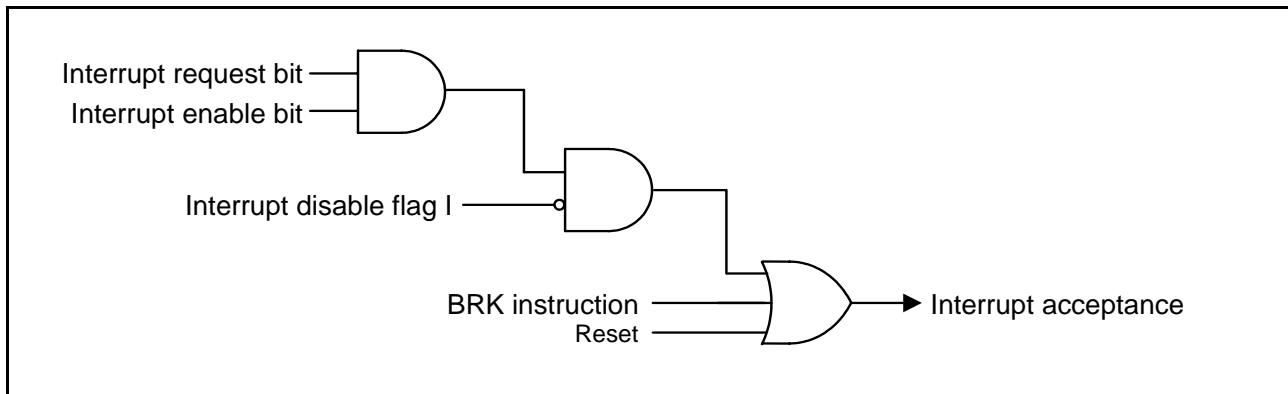 Interrupt request bit
Interrupt enable bit
Interrupt disable flag I
BRK instruction
Interrupt acceptance
Reset